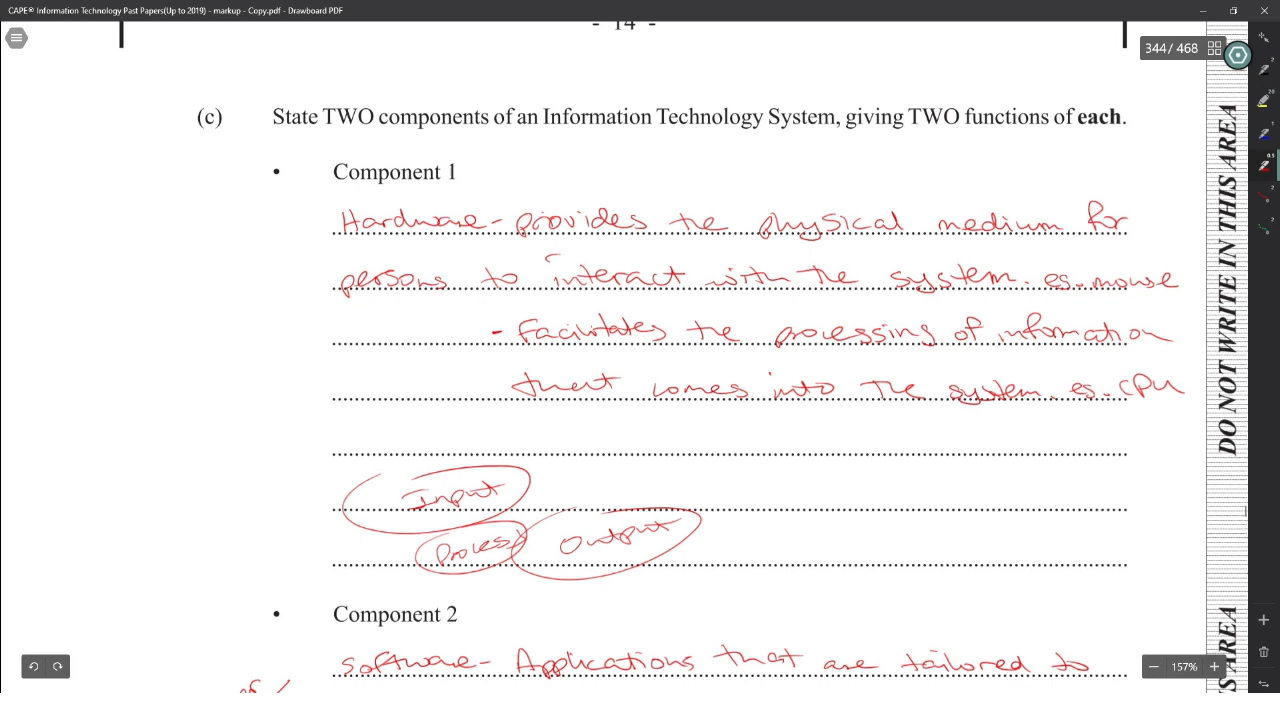 CAPE® Information Technology Past Papers(Up to 2019) - markup - Copy.pdf - Drawboard PDF
- 14 -
344 / 468
(c) State TWO components of an Information Technology System, giving TWO functions of each.
• Component 1
Hardware - provides the physical medium for
persons to interact with the system. eg. mouse
- Facilitates the processing of information
that comes into the system. eg. CPU
Input
Process
Output
• Component 2
Software - Applications that are tailored to
157%
DO NOT WRITE IN THIS AREA
S AREA